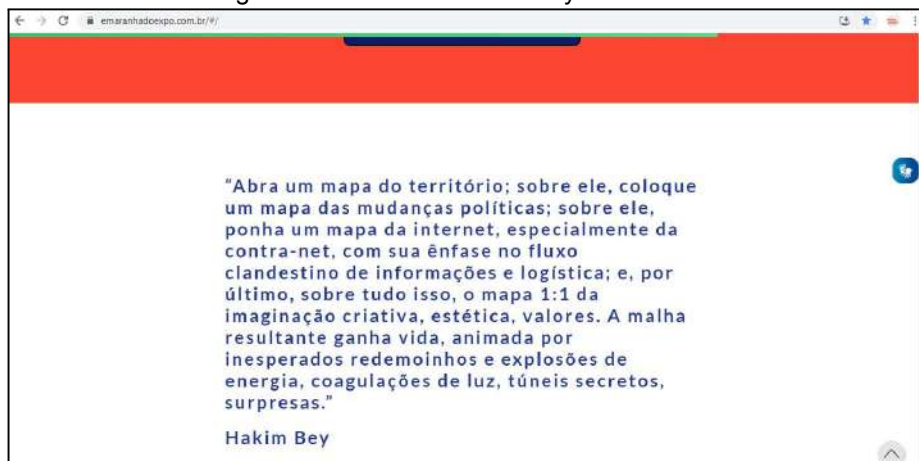 emaranhadoexpo.com.br/#/
“Abra um mapa do território; sobre ele, coloque
um mapa das mudanças políticas; sobre ele,
ponha um mapa da internet, especialmente da
contra-net, com sua ênfase no fluxo
clandestino de informações e logística; e, por
último, sobre tudo isso, o mapa 1:1 da
imaginação criativa, estética, valores. A malha
resultante ganha vida, animada por
inesperados redemoinhos e explosões de
energia, coagulações de luz, túneis secretos,
surpresas.”
Hakim Bey